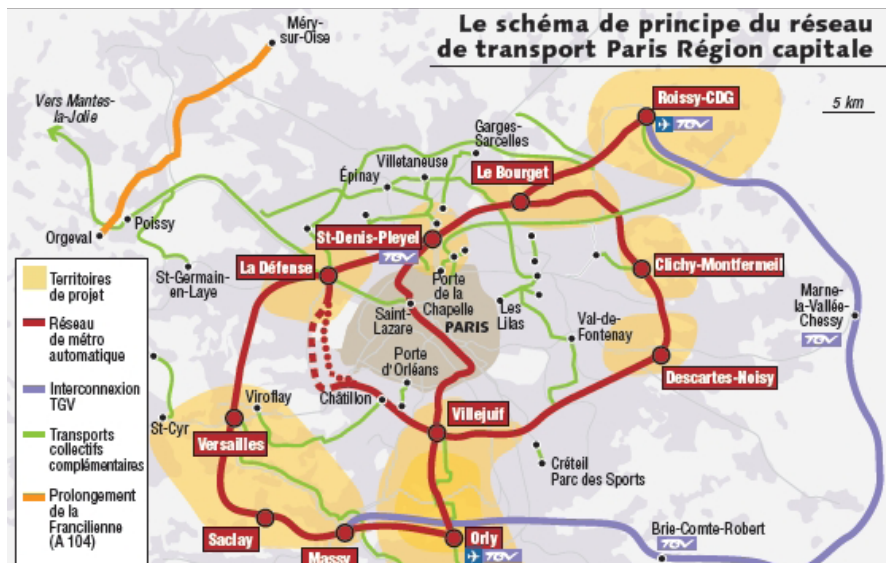 Le schéma de principe du réseau
de transport Paris Région capitale
5 km
Méry-
sur-Oise
Vers Mantes-
la-Jolie
Roissy-CDG
TGV
Garges-
Sarcelles
Villetaneuse
Épinay
Le Bourget
Poissy
Orgeval
St-Denis-Pleyel
TGV
St-Germain-
en-Laye
La Défense
Clichy-Montfermeil
Porte
de la
Chapelle
Saint-
Lazare
PARIS
Les
Lilas
Val-de-
Fontenay
Marne-
la-Vallée-
Chessy
TGV
Porte
d'Orléans
Descartes-Noisy
Viroflay
Châtillon
Villejuif
St-Cyr
Versailles
Créteil
Parc des Sports
Saclay
Massy
Orly
TGV
Brie-Comte-Robert
TGV
Territoires
de projet
Réseau
de métro
automatique
Interconnexion
TGV
Transports
collectifs
complémentaires
Prolongement
de la
Francilienne
(A 104)